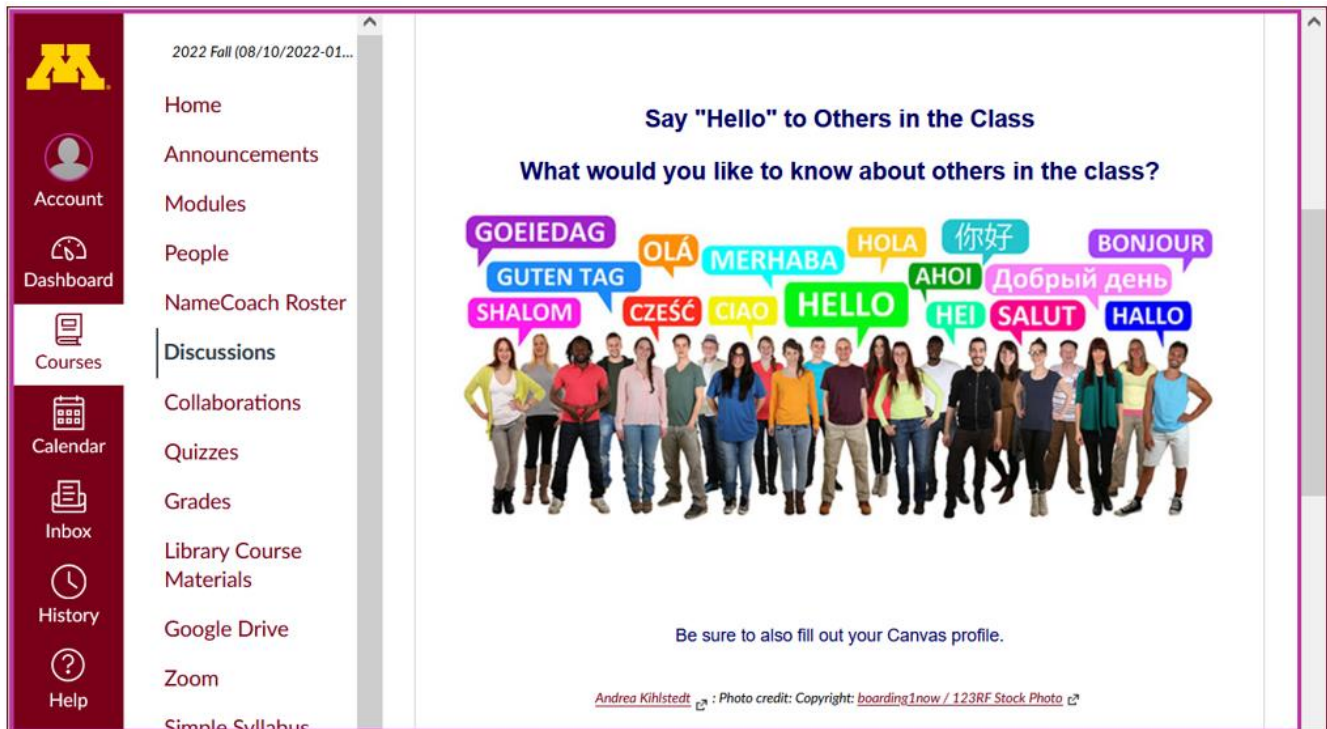 M
Account
Dashboard
Courses
Calendar
Inbox
History
Help
2022 Fall (08/10/2022-01...
Home
Announcements
Modules
People
NameCoach Roster
Discussions
Collaborations
Quizzes
Grades
Library Course
Materials
Google Drive
Zoom
Simple Syllabus
Say "Hello" to Others in the Class
What would you like to know about others in the class?
GOEIEDAG
OLÁ
MERHABA
HOLA
你好
BONJOUR
GUTEN TAG
AHOI
Добрый день
SHALOM
CZEŚĆ
CIAO
HELLO
HEI
SALUT
HALLO
Be sure to also fill out your Canvas profile.
Andrea Kihlstedt : Photo credit: Copyright: boarding1now / 123RF Stock Photo